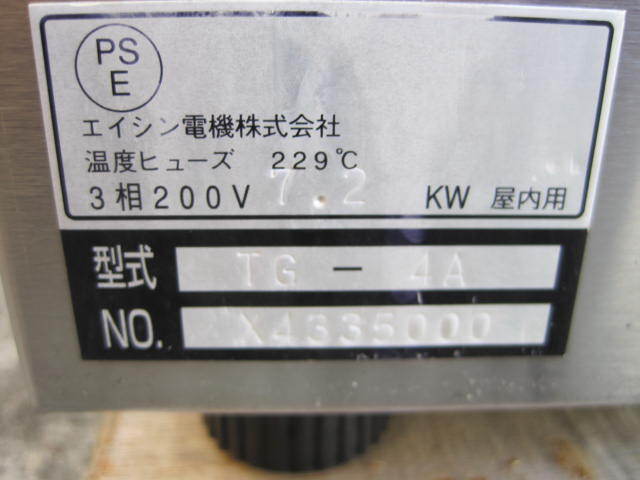 PS
E
エイシン電機株式会社
温度ヒューズ 229℃
3相200V 7.2 KW 屋内用
型式 TG - 4A
NO. X4335000